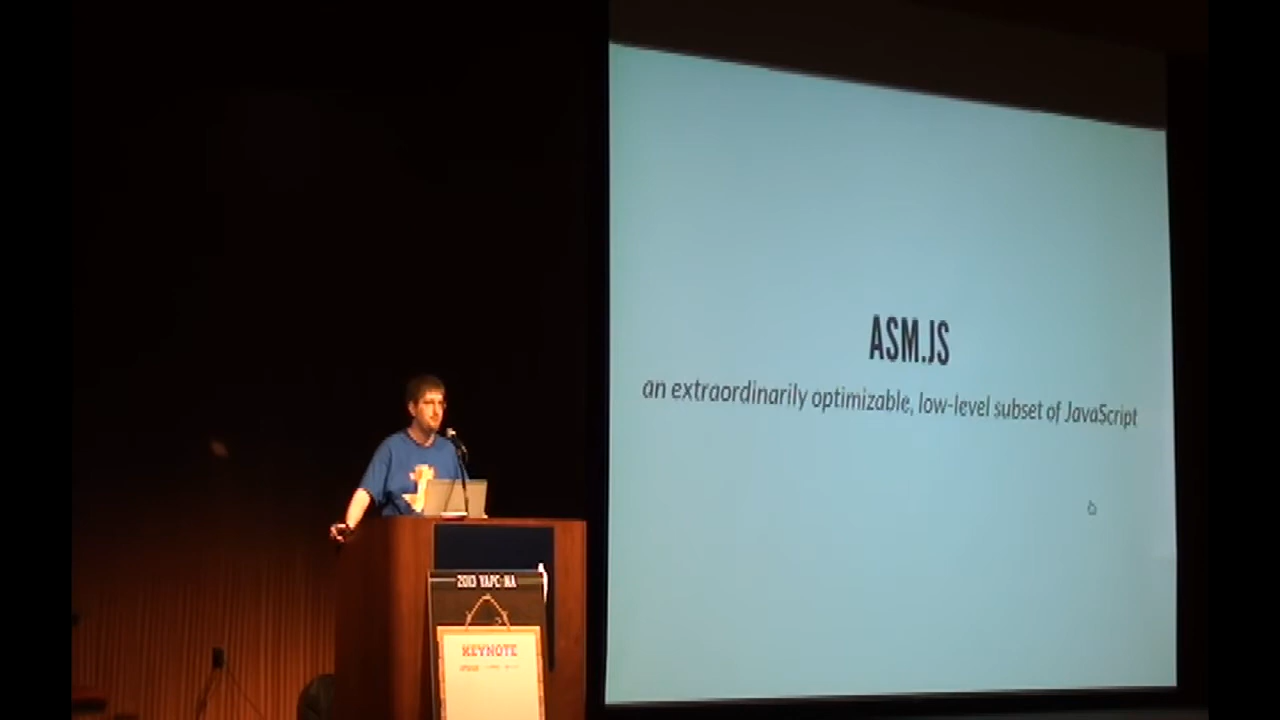 ASM.JS
an extraordinarily optimizable, low-level subset of JavaScript
2013 YAPC::NA
KEYNOTE